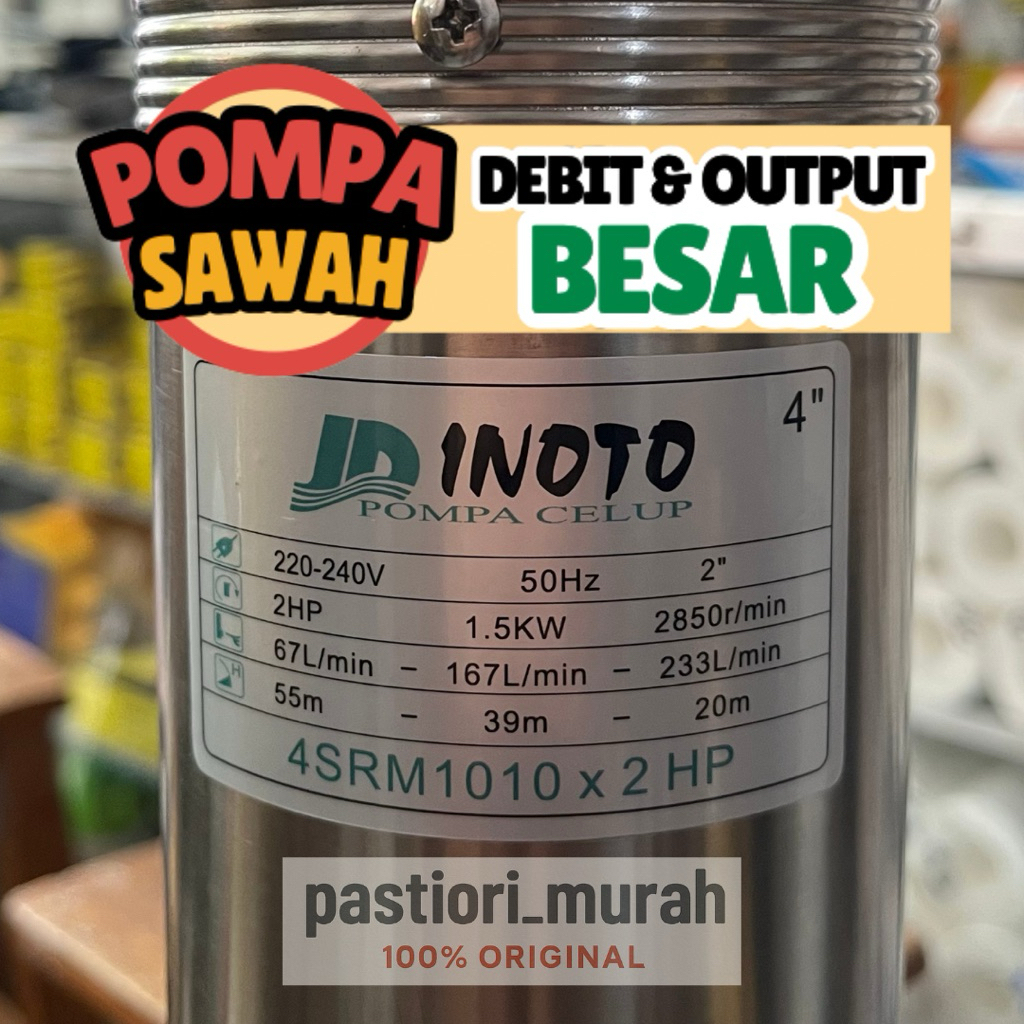 POMPA
SAWAH
DEBIT & OUTPUT
BESAR
4"
JD INOTO
POMPA CELUP
220-240V 50Hz 2"
2HP 1.5KW 2850r/min
67L/min – 167L/min – 233L/min
H 55m – 39m – 20m
4SRM1010 x 2 HP
pastiori_murah
100% ORIGINAL